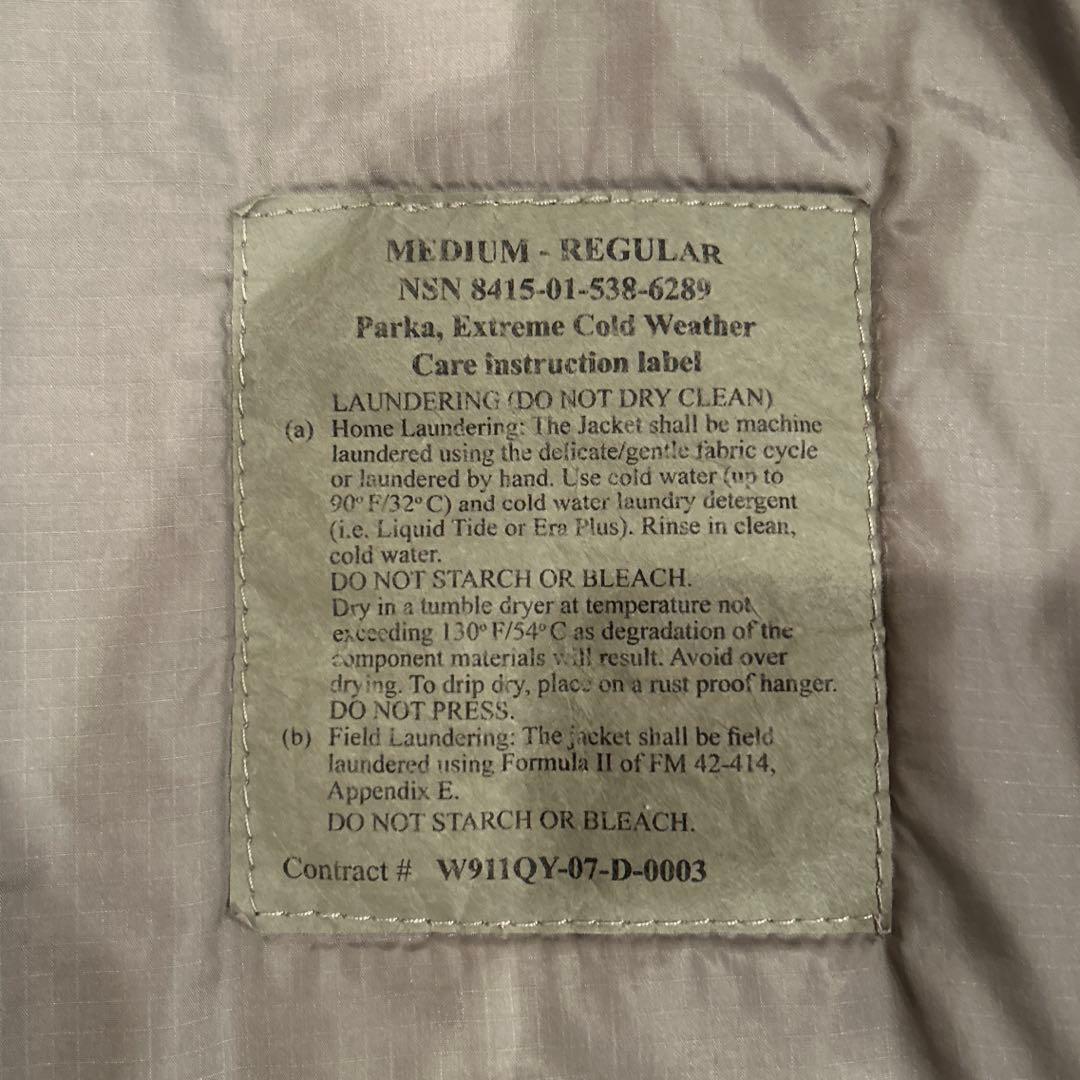 MEDIUM - REGULAR
NSN 8415-01-538-6289
Parka, Extreme Cold Weather
Care instruction label
LAUNDERING (DO NOT DRY CLEAN)
(a) Home Laundering: The Jacket shall be machine
laundered using the delicate/gentle fabric cycle
or laundered by hand. Use cold water (up to
90° F/32° C) and cold water laundry detergent
(i.e. Liquid Tide or Era Plus). Rinse in clean,
cold water.
DO NOT STARCH OR BLEACH.
Dry in a tumble dryer at temperature not
exceeding 130° F/54° C as degradation of the
component materials will result. Avoid over
drying. To drip dry, place on a rust proof hanger.
DO NOT PRESS.
(b) Field Laundering: The jacket shall be field
laundered using Formula II of FM 42-414,
Appendix E.
DO NOT STARCH OR BLEACH.
Contract # W911QY-07-D-0003